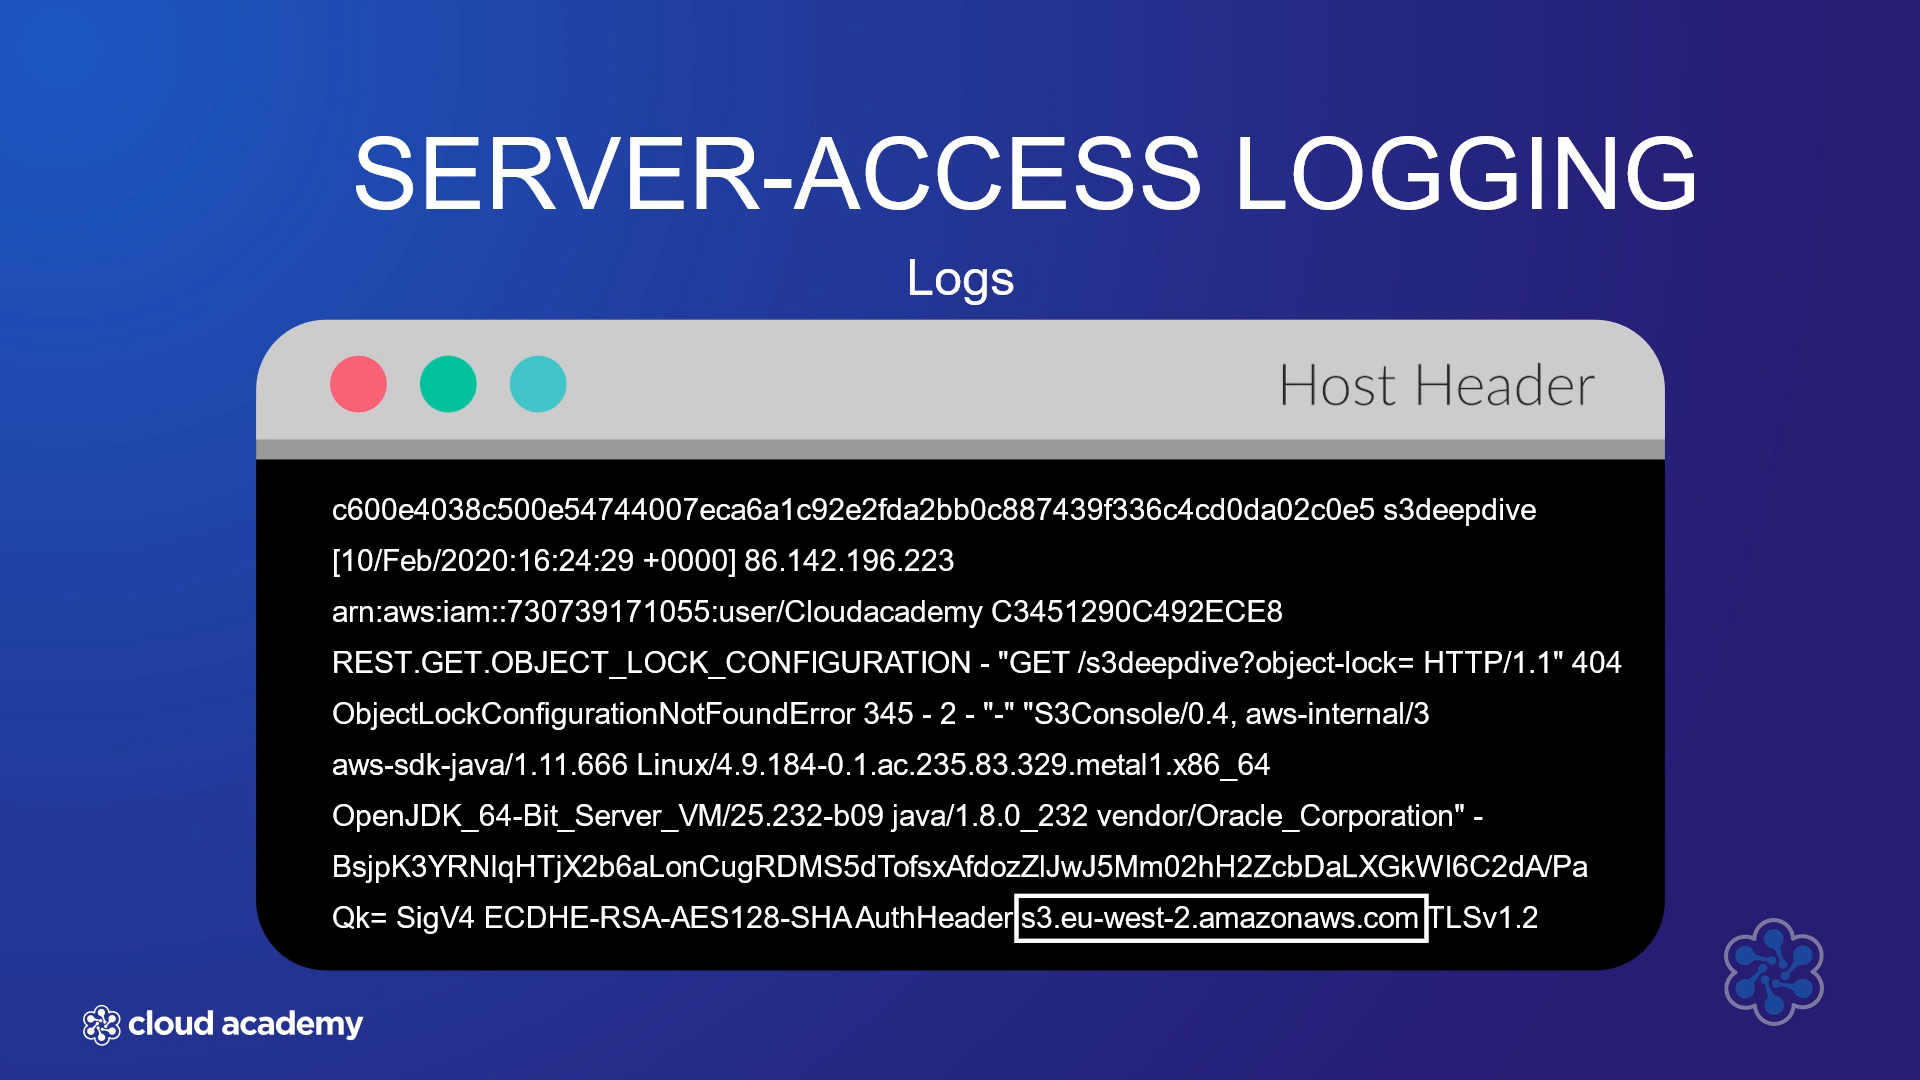 SERVER-ACCESS LOGGING
Logs
Host Header
c600e4038c500e54744007eca6a1c92e2fda2bb0c887439f336c4cd0da02c0e5 s3deepdive
[10/Feb/2020:16:24:29 +0000] 86.142.196.223
arn:aws:iam::730739171055:user/Cloudacademy C3451290C492ECE8
REST.GET.OBJECT_LOCK_CONFIGURATION - "GET /s3deepdive?object-lock= HTTP/1.1" 404
ObjectLockConfigurationNotFoundError 345 - 2 - "-" "S3Console/0.4, aws-internal/3
aws-sdk-java/1.11.666 Linux/4.9.184-0.1.ac.235.83.329.metal1.x86_64
OpenJDK_64-Bit_Server_VM/25.232-b09 java/1.8.0_232 vendor/Oracle_Corporation" -
BsjpK3YRNlqHTjX2b6aLonCugRDMS5dTofsxAfdozZlJwJ5Mm02hH2ZcbDaLXGkWI6C2dA/Pa
Qk= SigV4 ECDHE-RSA-AES128-SHA AuthHeader s3.eu-west-2.amazonaws.com TLSv1.2
cloud academy